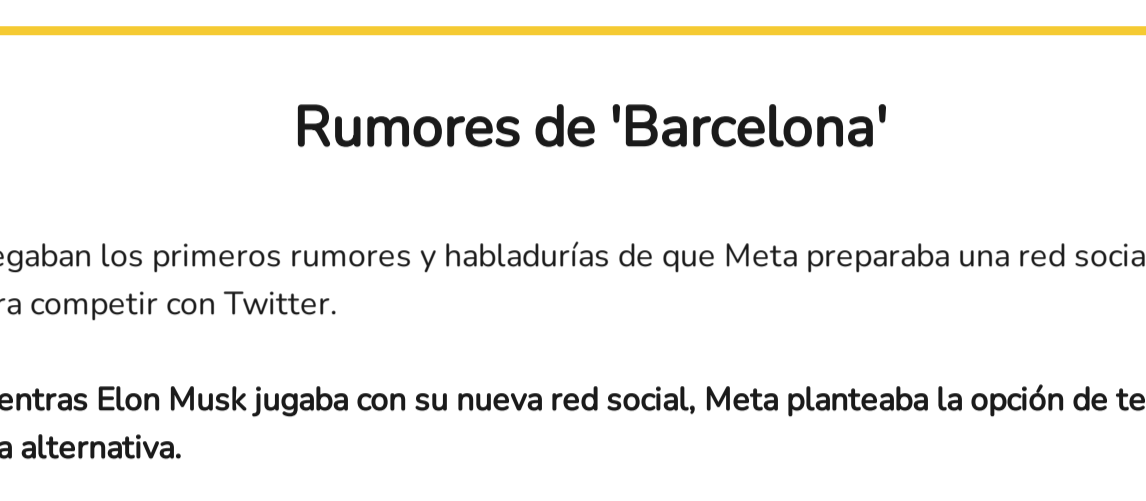 Rumores de 'Barcelona'
egaban los primeros rumores y habladurías de que Meta preparaba una red socia
ra competir con Twitter.
entras Elon Musk jugaba con su nueva red social, Meta planteaba la opción de te
a alternativa.